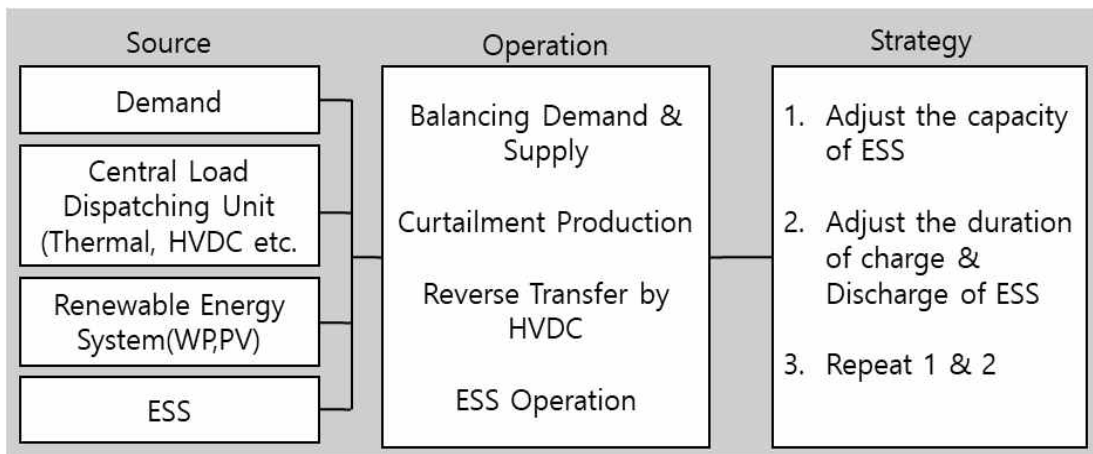 Source
Demand
Central Load
Dispatching Unit
(Thermal, HVDC etc.
Renewable Energy
System(WP,PV)
ESS
Operation
Balancing Demand &
Supply
Curtailment Production
Reverse Transfer by
HVDC
ESS Operation
Strategy
1. Adjust the capacity
of ESS
2. Adjust the duration
of charge &
Discharge of ESS
3. Repeat 1 & 2